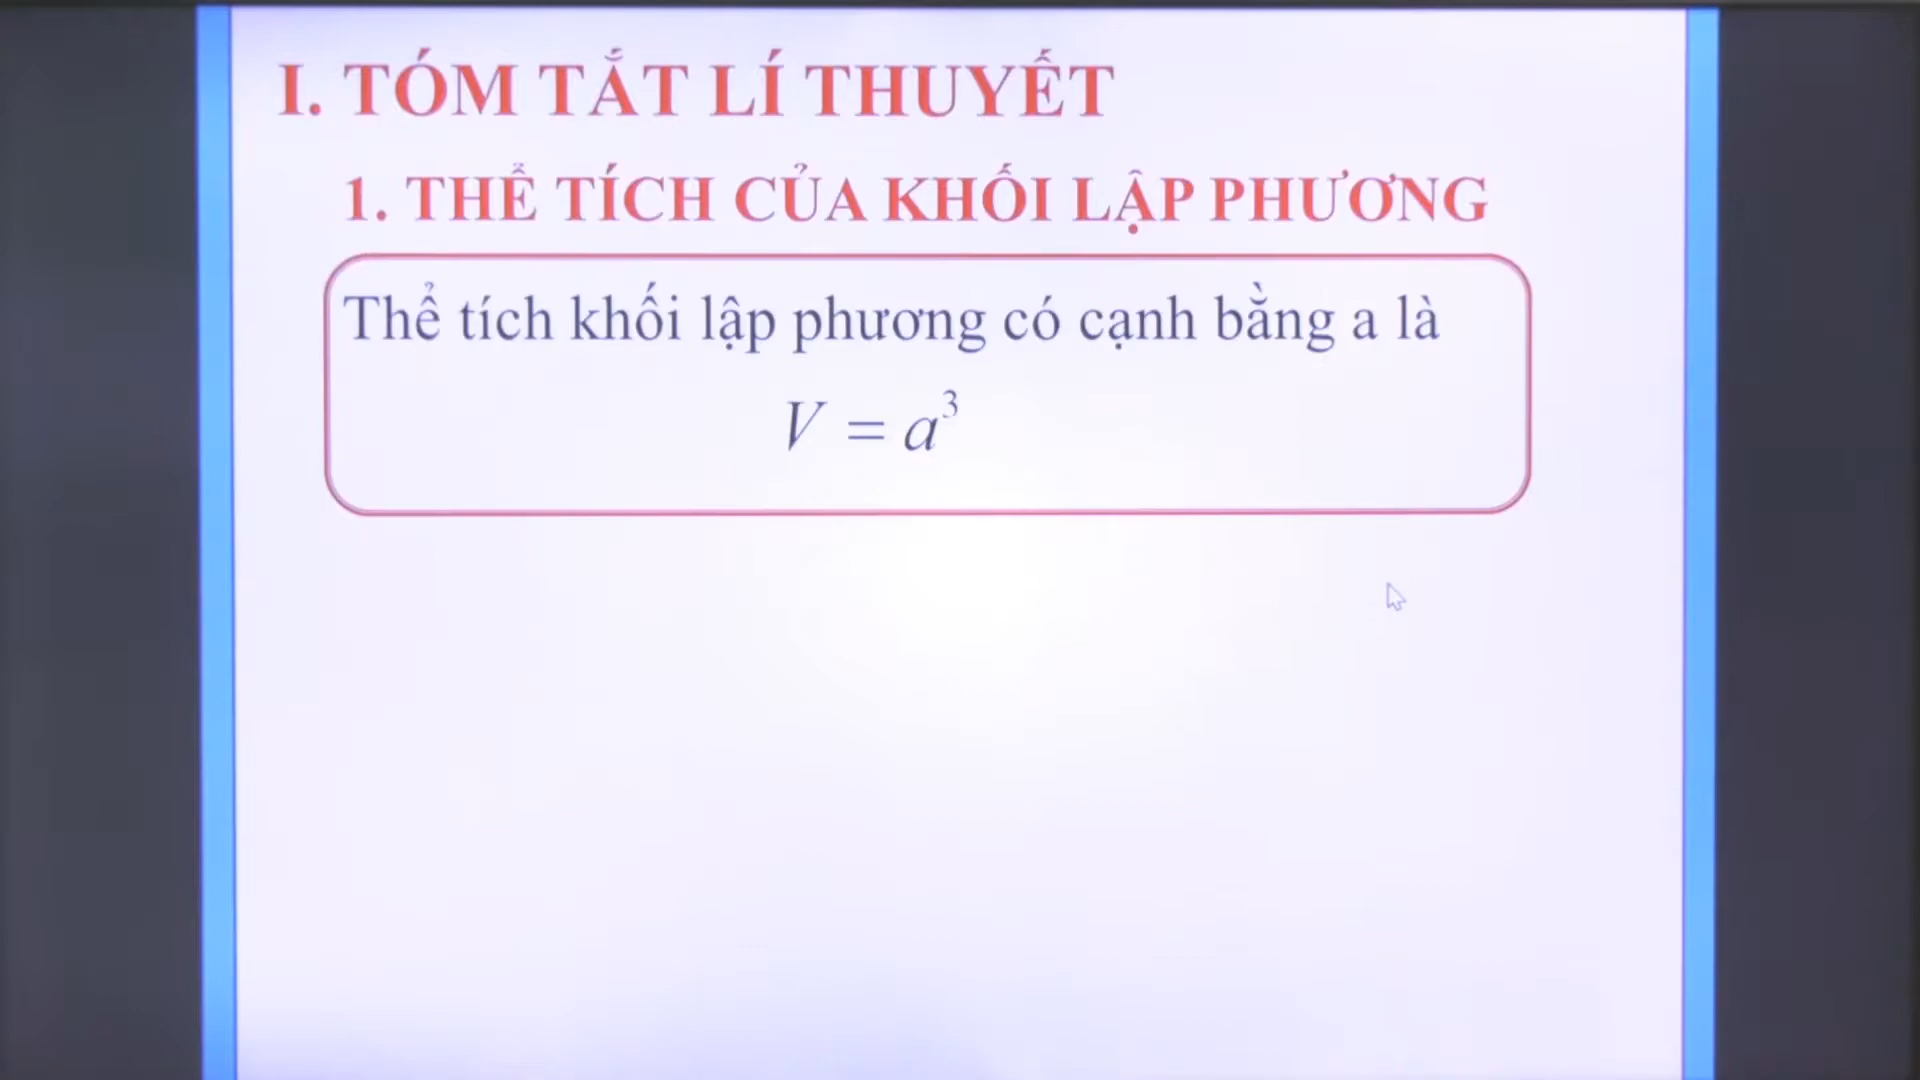 I. TÓM TẮT LÍ THUYẾT
1. THỂ TÍCH CỦA KHỐI LẬP PHƯƠNG
Thể tích khối lập phương có cạnh bằng a là
V = a³